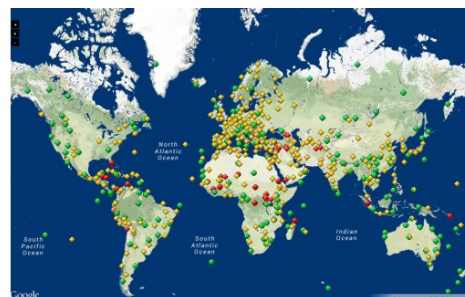 North
Atlantic
Ocean
South
Pacific
Ocean
South
Atlantic
Ocean
Indian
Ocean
Google